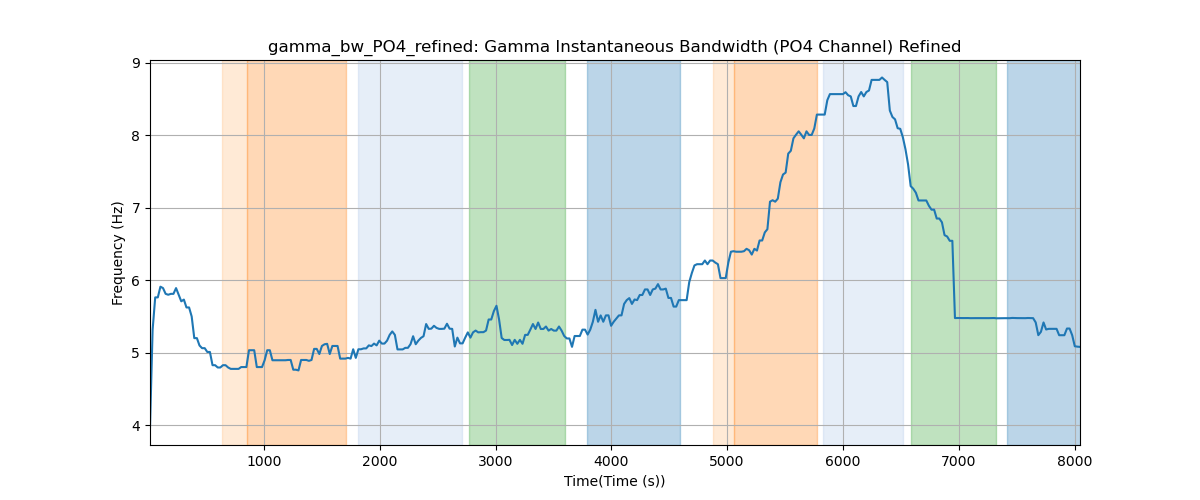 gamma_bw_PO4_refined: Gamma Instantaneous Bandwidth (PO4 Channel) Refined
9
8
7
6
5
4
Frequency (Hz)
1000 2000 3000 4000 5000 6000 7000 8000
Time(Time (s))